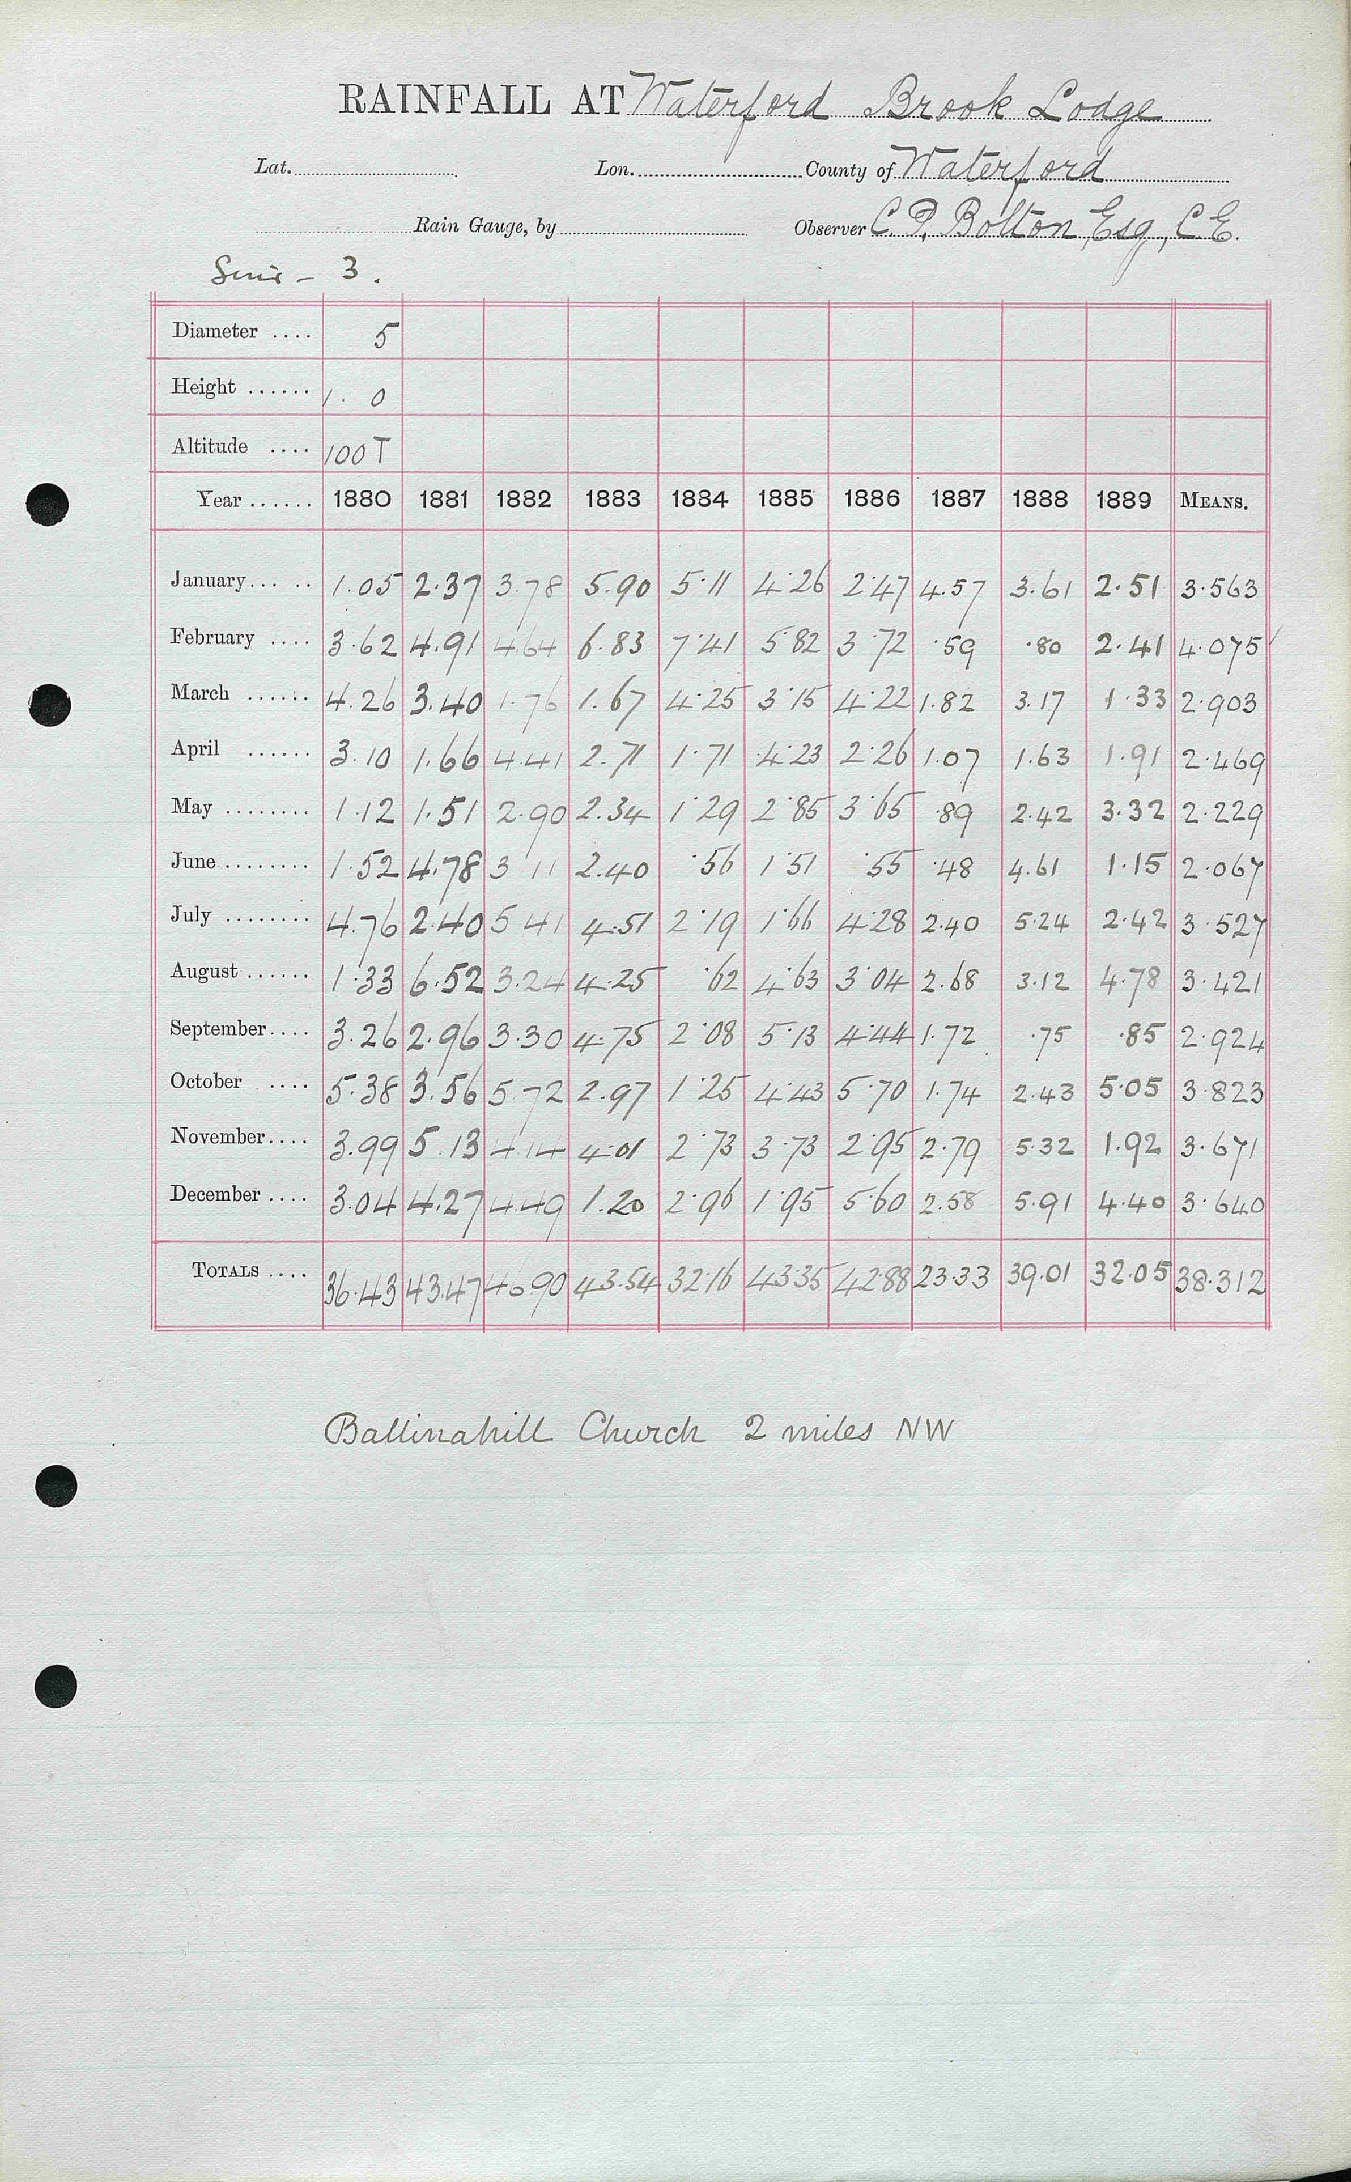 RAINFALL AT Waterford Brook Lodge
Lat. Lon. County of Waterford
Rain Gauge, by Observer C. P. Bolton, Esq, C.E.
3.
Diameter .... 5
Height ...... 1. 0
Altitude .... 100 T
Year ...... 1880 1881 1882 1883 1884 1885 1886 1887 1888 1889 MEANS.
January ... .. 1.05 2.37 3.78 5.90 5.11 4.26 2.47 4.57 3.61 2.51 3.563
February .... 3.62 4.91 4.64 6.83 7.41 5.82 3.72 .59 .80 2.41 4.075
March ...... 4.26 3.40 1.76 1.67 4.25 3.15 4.22 1.82 3.17 1.33 2.903
April ...... 3.10 1.66 4.41 2.71 1.71 4.23 2.26 1.07 1.63 1.91 2.469
May ........ 1.12 1.51 2.90 2.34 1.29 2.85 3.65 .89 2.42 3.32 2.229
June ........ 1.52 4.78 3 11 2.40 .56 1.51 .55 .48 4.61 1.15 2.067
July ........ 4.76 2.40 5 41 4.51 2.19 1.66 4.28 2.40 5.24 2.42 3.527
August ...... 1.33 6.52 3.24 4.25 .62 4.63 3.04 2.68 3.12 4.78 3.421
September.... 3.26 2.96 3.30 4.75 2.08 5.13 4.44 1.72 .75 .85 2.924
October .... 5.38 3.56 5.72 2.97 1.25 4.43 5.70 1.74 2.43 5.05 3.823
November.... 3.99 5.13 4.14 4.01 2.73 3.73 2.95 2.79 5.32 1.92 3.671
December .... 3.04 4.27 4.49 1.20 2.96 1.95 5.60 2.58 5.91 4.40 3.640
TOTALS .... 36.43 43.47 46.90 43.54 32.16 43.35 42.88 23.33 39.01 32.05 38.312
Ballinahill Church 2 miles NW